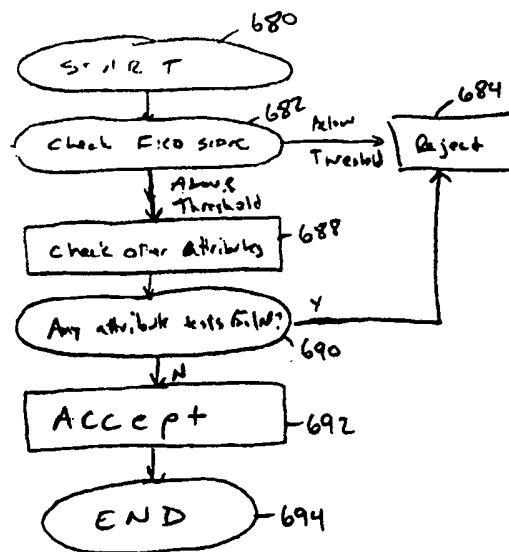 680
START
682
684
Check FICO score
Below
Threshold
Reject
Above
Threshold
Check other attributes
688
Any attribute tests fail?
Y
690
N
Accept
692
END
694